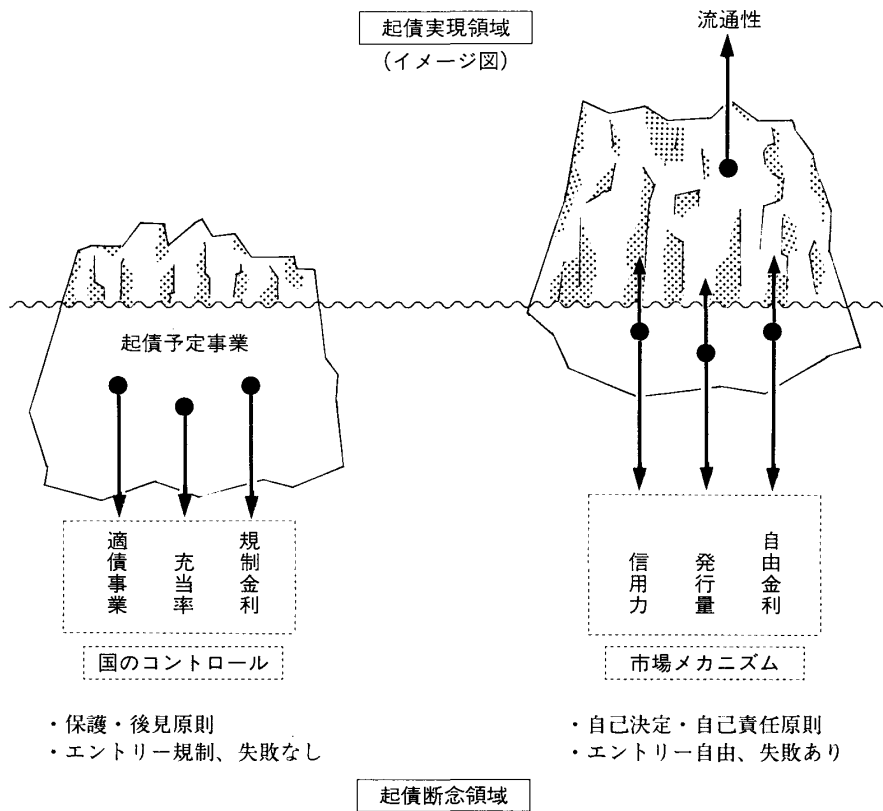 起債実現領域
(イメージ図)
流通性
起債予定事業
適債事業
充当率
規制金利
国のコントロール
・保護・後見原則
・エントリー規制、失敗なし
信用力
発行量
自由金利
市場メカニズム
・自己決定・自己責任原則
・エントリー自由、失敗あり
起債断念領域